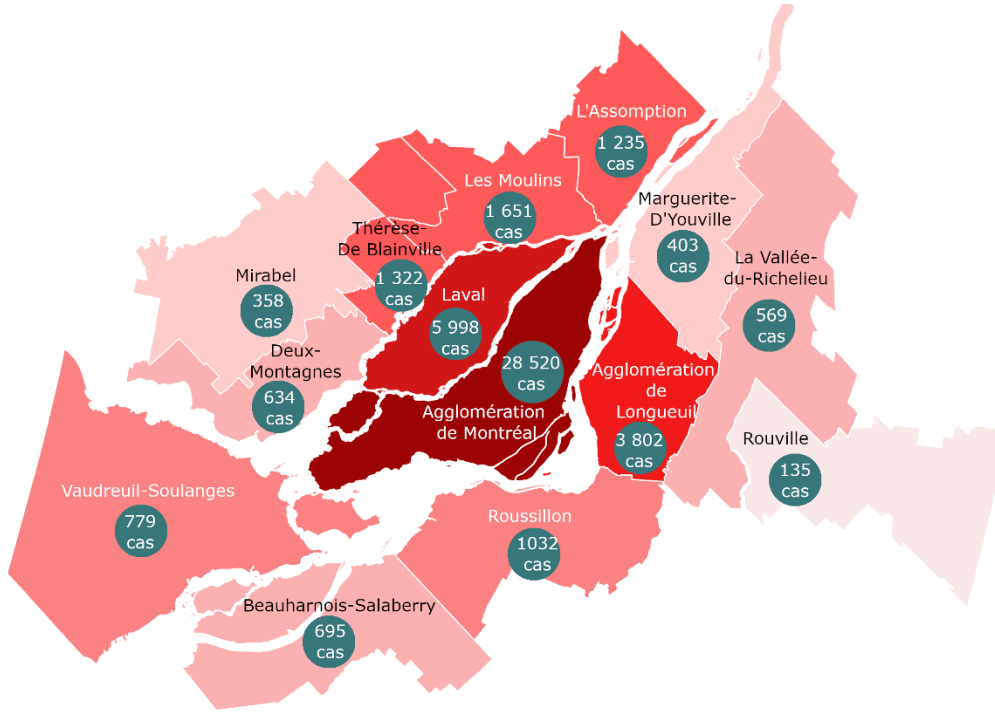 L'Assomption
1 235
cas
Les Moulins
1 651
cas
Marguerite-
D'Youville
403
cas
Thérèse-
De Blainville
1 322
cas
La Vallée-
du-Richelieu
569
cas
Mirabel
358
cas
Laval
5 998
cas
Deux-
Montagnes
634
cas
28 520
cas
Agglomération
de Montréal
Agglomération
de
Longueuil
3 802
cas
Rouville
135
cas
Vaudreuil-Soulanges
779
cas
Roussillon
1032
cas
Beauharnois-Salaberry
695
cas